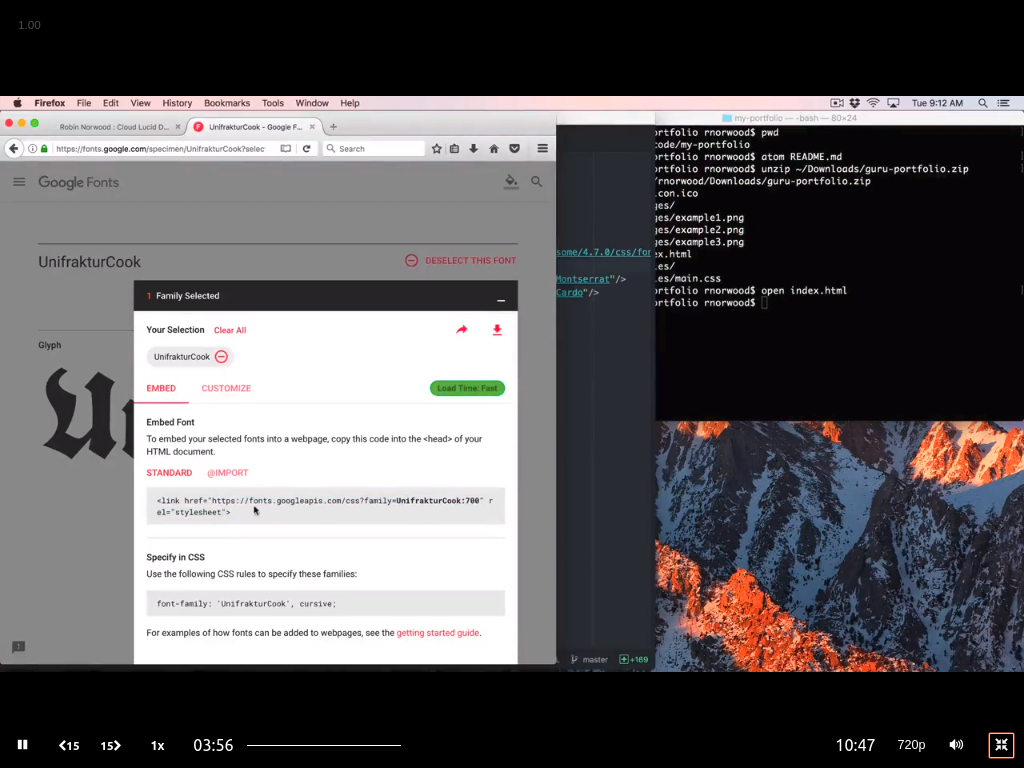 1.00
Firefox File Edit View History Bookmarks Tools Window Help
Tue 9:12 AM
Robin Norwood : Cloud Lucid D...
UnifrakturCook - Google F...
my-portfolio — -bash — 80×24
https://fonts.google.com/specimen/UnifrakturCook?selec
Search
Google Fonts
UnifrakturCook
DESELECT THIS FONT
Glyph
U
1 Family Selected
Your Selection Clear All
UnifrakturCook
EMBED CUSTOMIZE
Load Time: Fast
Embed Font
To embed your selected fonts into a webpage, copy this code into the <head> of your
HTML document.
STANDARD @IMPORT
<link href="https://fonts.googleapis.com/css?family=UnifrakturCook:700" r
el="stylesheet">
Specify in CSS
Use the following CSS rules to specify these families:
font-family: 'UnifrakturCook', cursive;
For examples of how fonts can be added to webpages, see the getting started guide.
some/4.7.0/css/fon
Montserrat"/>
Cardo"/>
master
+169
ortfolio rnorwood$ pwd
code/my-portfolio
ortfolio rnorwood$ atom README.md
ortfolio rnorwood$ unzip ~/Downloads/guru-portfolio.zip
/rnorwood/Downloads/guru-portfolio.zip
con.ico
ges/
ges/example1.png
ges/example2.png
ges/example3.png
ex.html
es/
es/main.css
ortfolio rnorwood$ open index.html
ortfolio rnorwood$
15 15 1x 03:56
10:47 720p